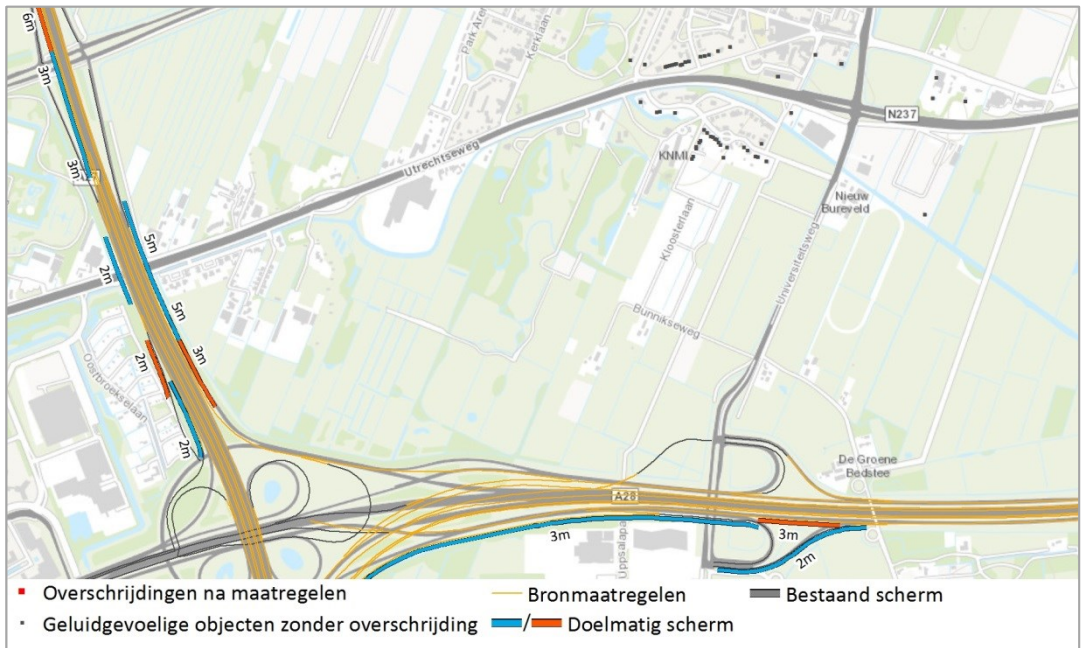 6m
3m
3m
5m
2m
5m
3m
2m
2m
Park Are
Kerklaan
Utrechtseweg
N237
KNMI
Nieuw
Bureveld
Kloosterlaan
Universiteitsweg
Bunnikseweg
Oostbroekselaan
De Groene
Bedstee
A28
Uppsalapa
3m
3m
2m
Overschrijdingen na maatregelen
Bronmaatregelen
Bestaand scherm
Geluidgevoelige objecten zonder overschrijding
/
Doelmatig scherm